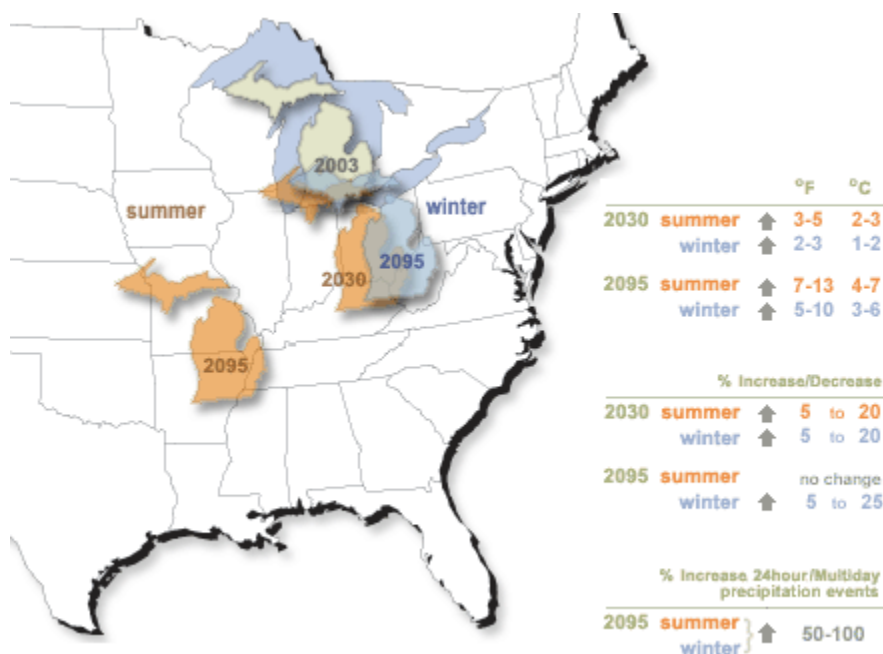 2003
summer
winter
2030
2095
2095
°F °C
2030 summer 3-5 2-3
winter 2-3 1-2
2095 summer 7-13 4-7
winter 5-10 3-6
% Increase/Decrease
2030 summer 5 to 20
winter 5 to 20
2095 summer no change
winter 5 to 25
% Increase 24hour/Multiday
precipitation events
2095 summer
winter
50-100